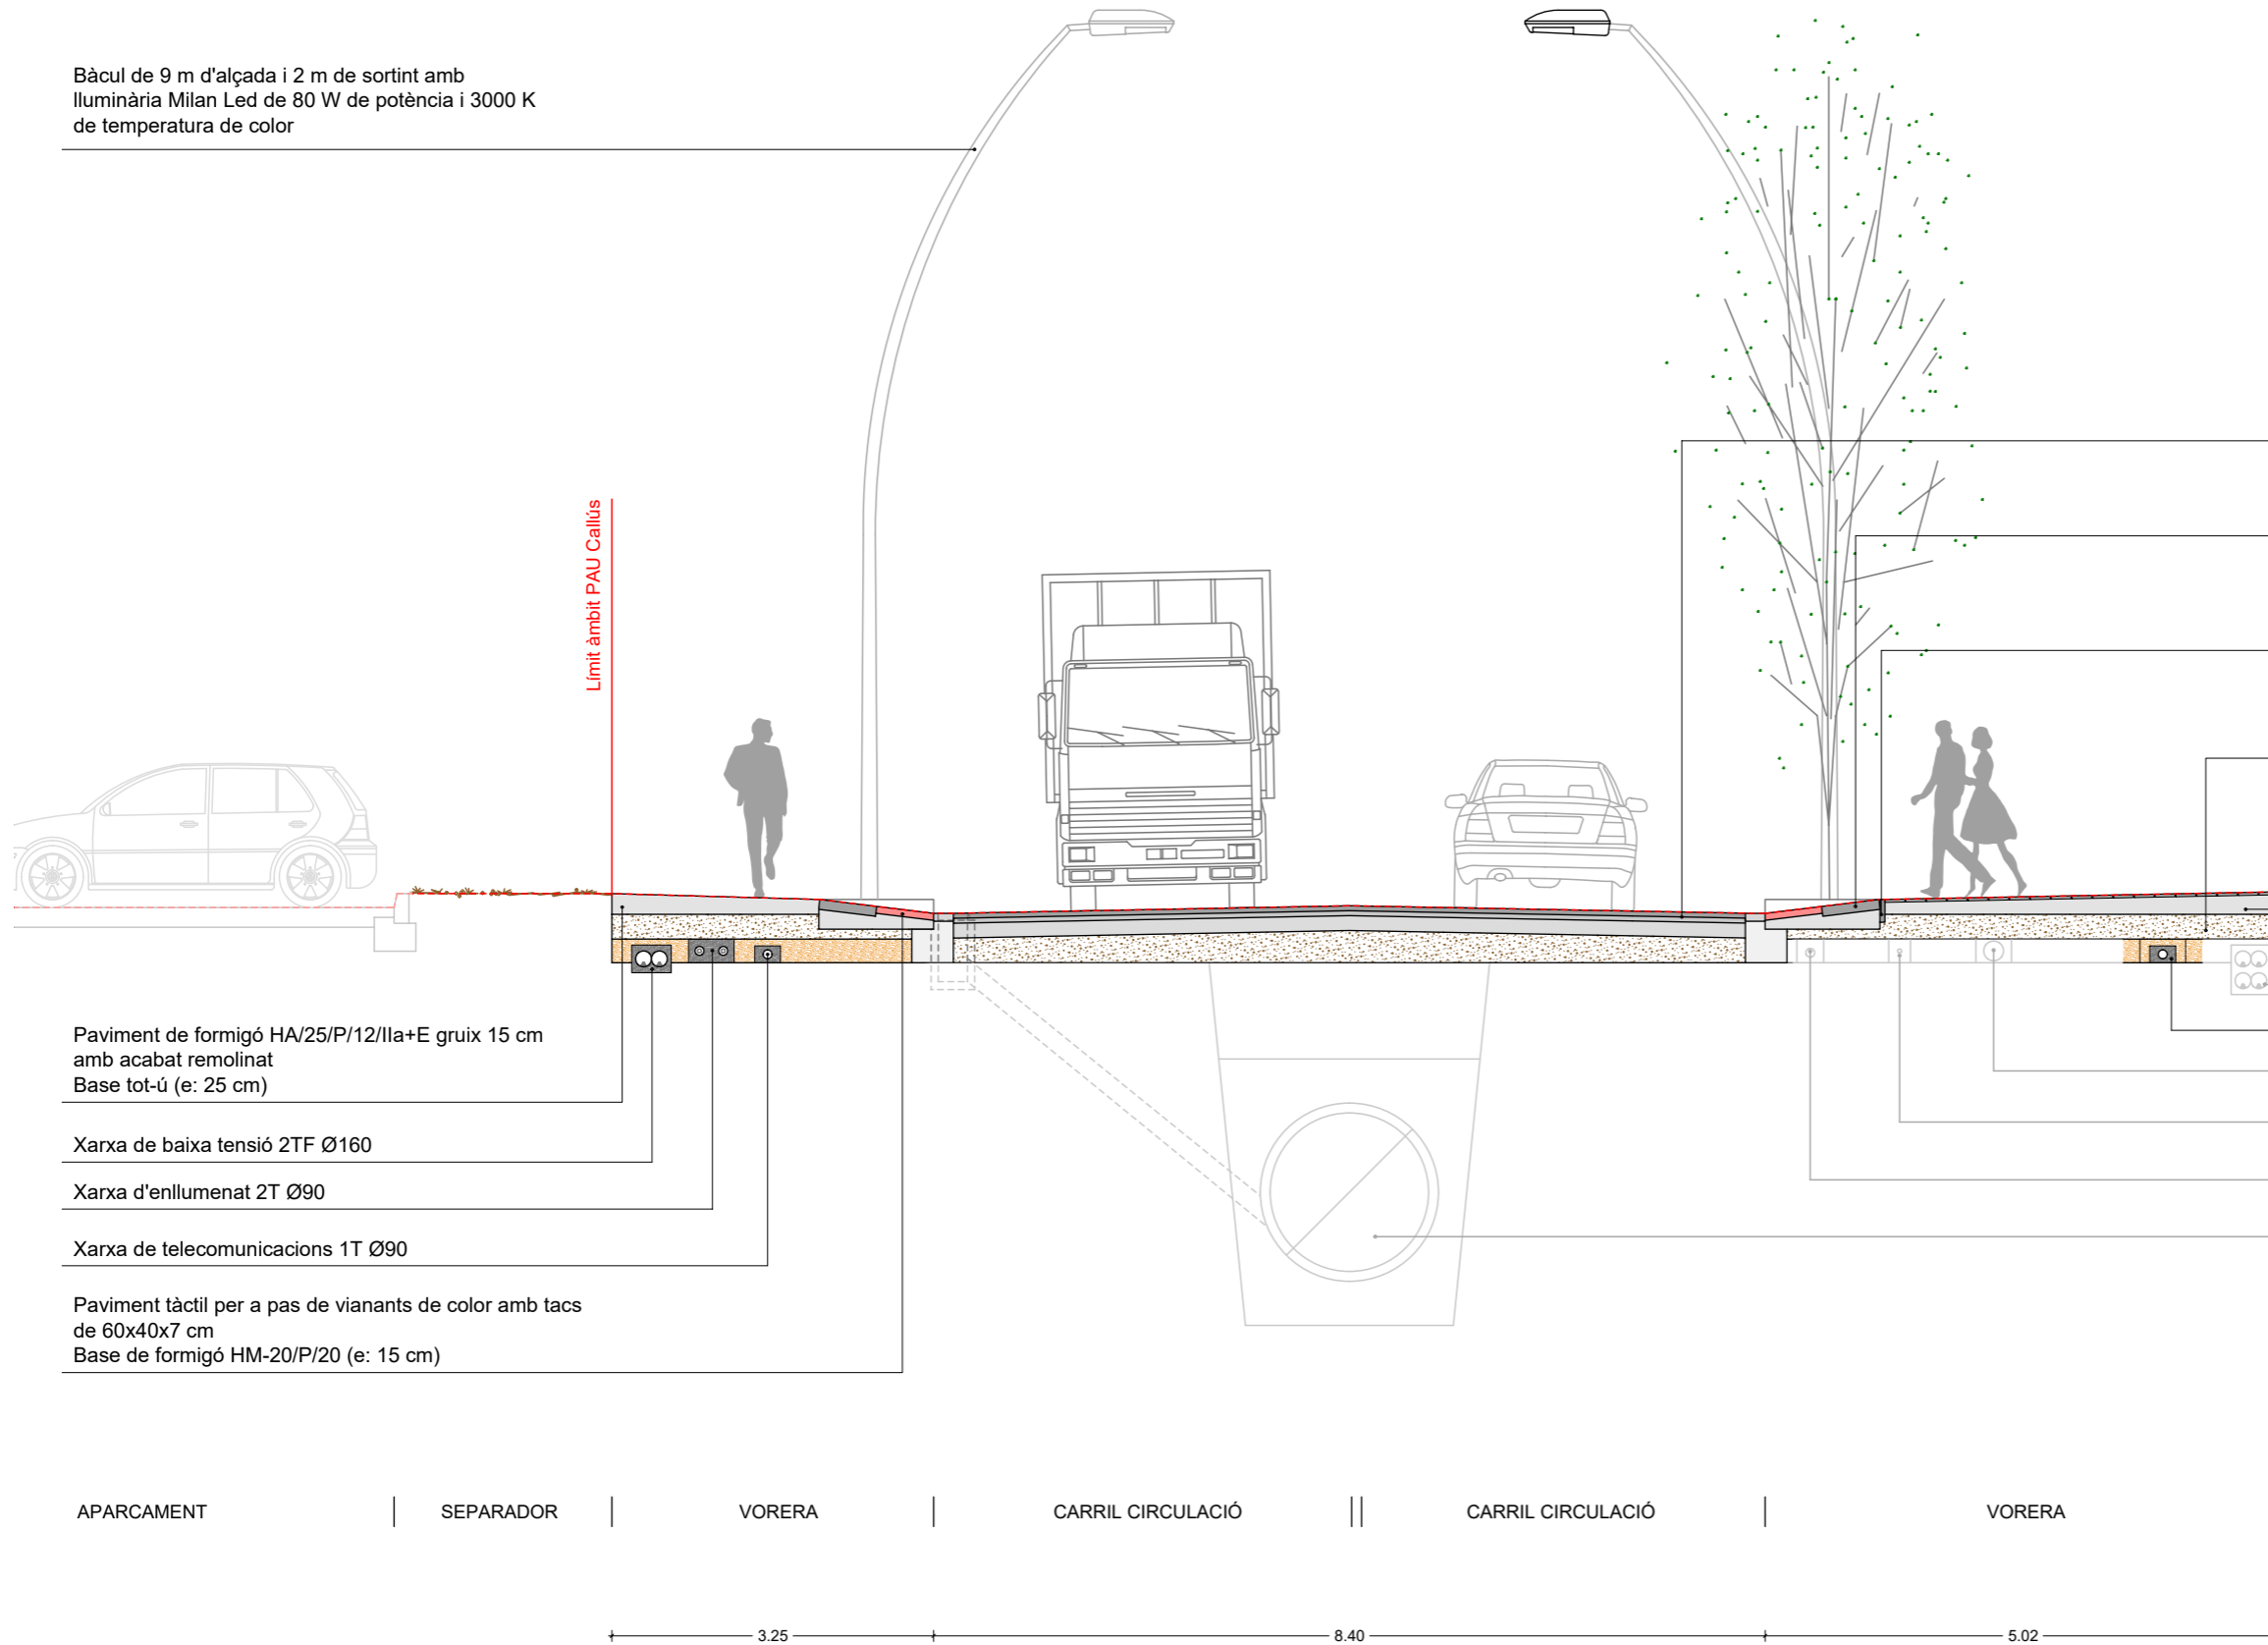 Bàcul de 9 m d'alçada i 2 m de sortint amb
lluminària Milan Led de 80 W de potència i 3000 K
de temperatura de color
Límit àmbit PAU Callús
Paviment de formigó HA/25/P/12/IIa+E gruix 15 cm
amb acabat remolinat
Base tot-ú (e: 25 cm)
Xarxa de baixa tensió 2TF Ø160
Xarxa d'enllumenat 2T Ø90
Xarxa de telecomunicacions 1T Ø90
Paviment tàctil per a pas de vianants de color amb tacs
de 60x40x7 cm
Base de formigó HM-20/P/20 (e: 15 cm)
APARCAMENT SEPARADOR VORERA CARRIL CIRCULACIÓ CARRIL CIRCULACIÓ VORERA
3.25 8.40 5.02